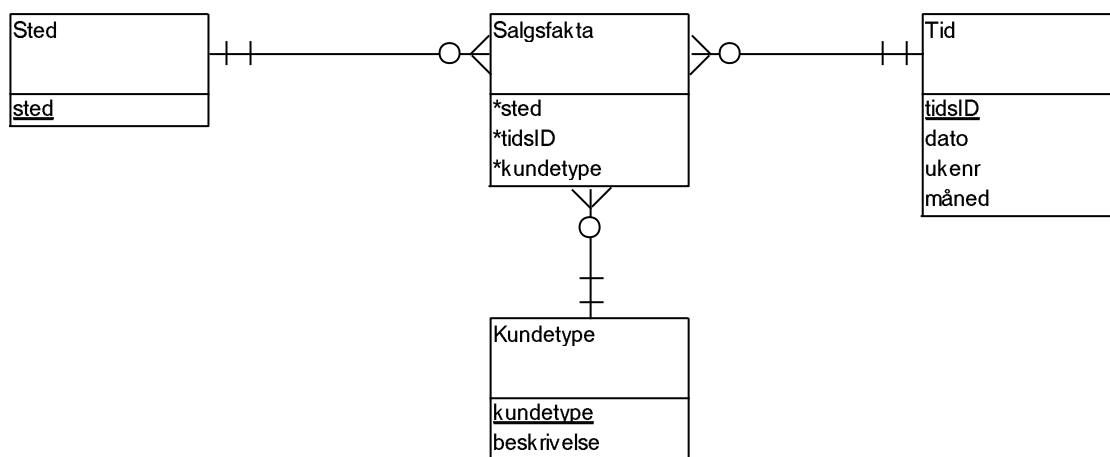 Sted
sted
Salgsfakta
*sted
*tidsID
*kundetype
Tid
tidsID
dato
ukenr
måned
Kundetype
kundetype
beskrivelse